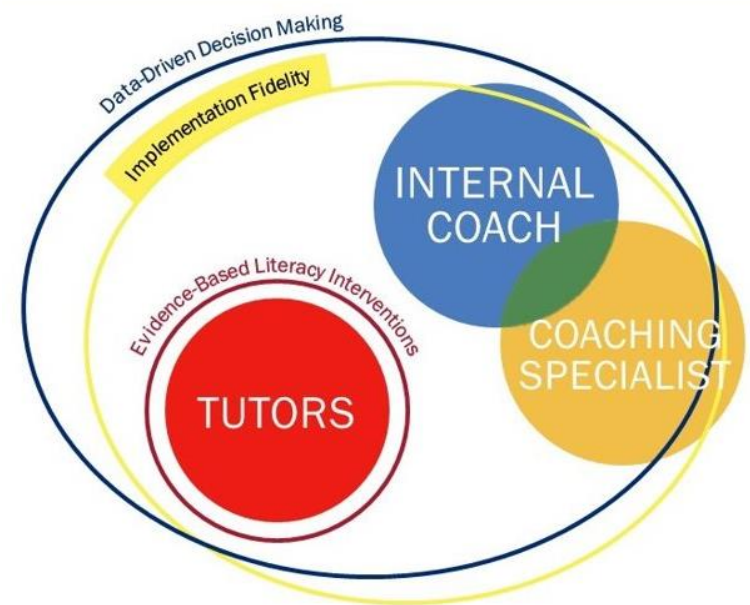 Data-Driven Decision Making
Implementation Fidelity
INTERNAL
COACH
Evidence-Based Literacy Interventions
COACHING
SPECIALIST
TUTORS